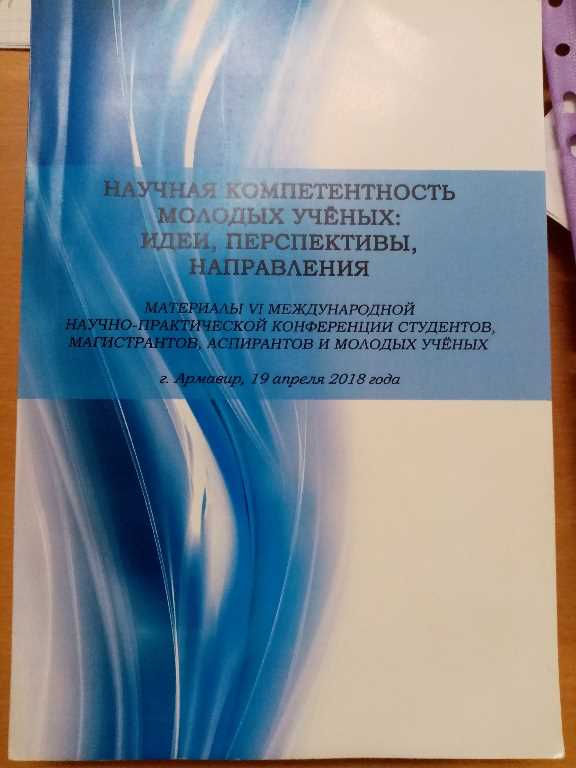 НАУЧНАЯ КОМПЕТЕНТНОСТЬ
МОЛОДЫХ УЧЁНЫХ:
ИДЕИ, ПЕРСПЕКТИВЫ,
НАПРАВЛЕНИЯ
МАТЕРИАЛЫ VI МЕЖДУНАРОДНОЙ
НАУЧНО-ПРАКТИЧЕСКОЙ КОНФЕРЕНЦИИ СТУДЕНТОВ,
МАГИСТРАНТОВ, АСПИРАНТОВ И МОЛОДЫХ УЧЁНЫХ
г. Армавир, 19 апреля 2018 года